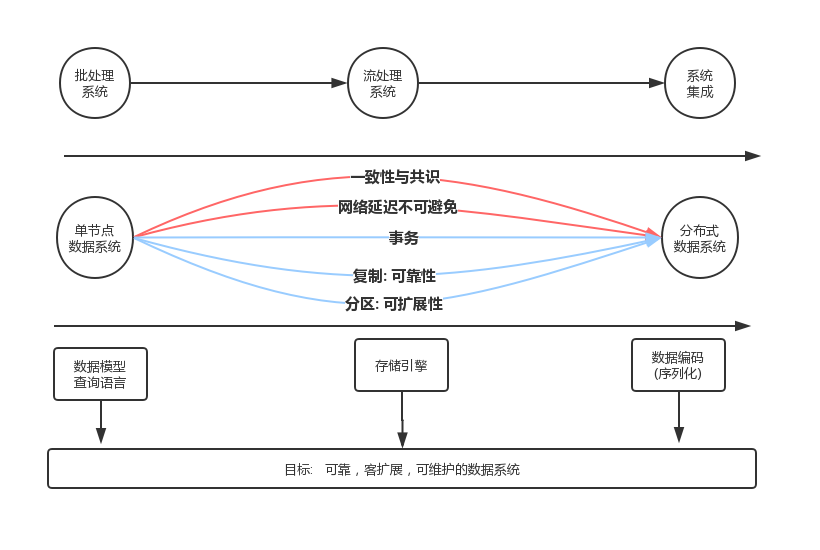 批处理
系统
流处理
系统
系统
集成
一致性与共识
网络延迟不可避免
单节点
数据系统
事务
分布式
数据系统
复制: 可靠性
分区: 可扩展性
数据模型
查询语言
存储引擎
数据编码
(序列化)
目标:　可靠，客扩展，可维护的数据系统